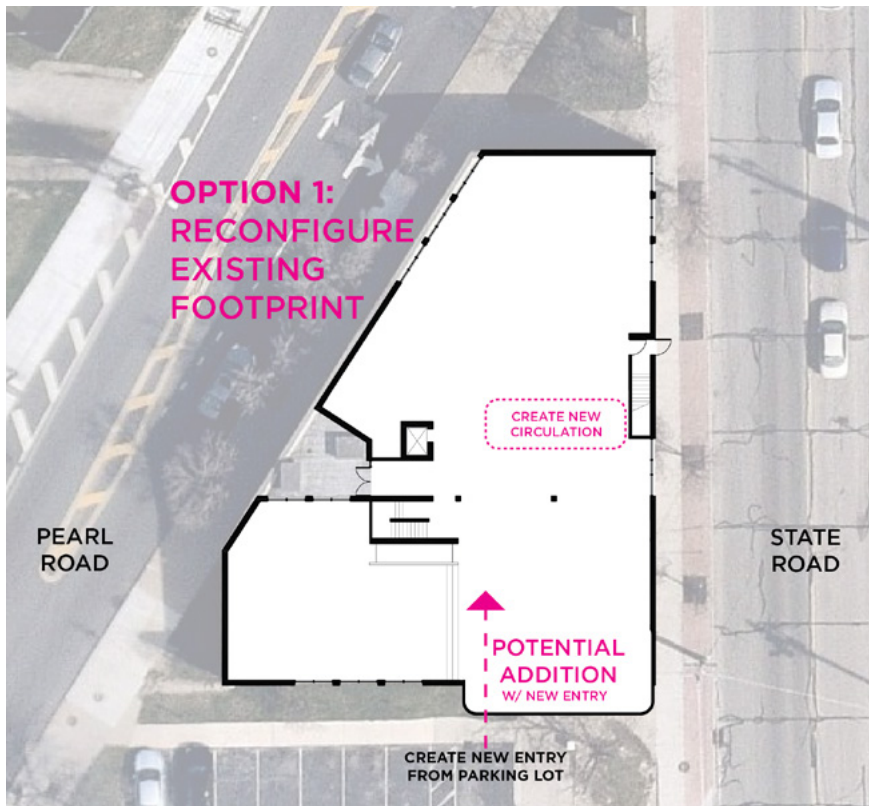 OPTION 1:
RECONFIGURE
EXISTING
FOOTPRINT
CREATE NEW
CIRCULATION
PEARL
ROAD
STATE
ROAD
POTENTIAL
ADDITION
W/ NEW ENTRY
CREATE NEW ENTRY
FROM PARKING LOT